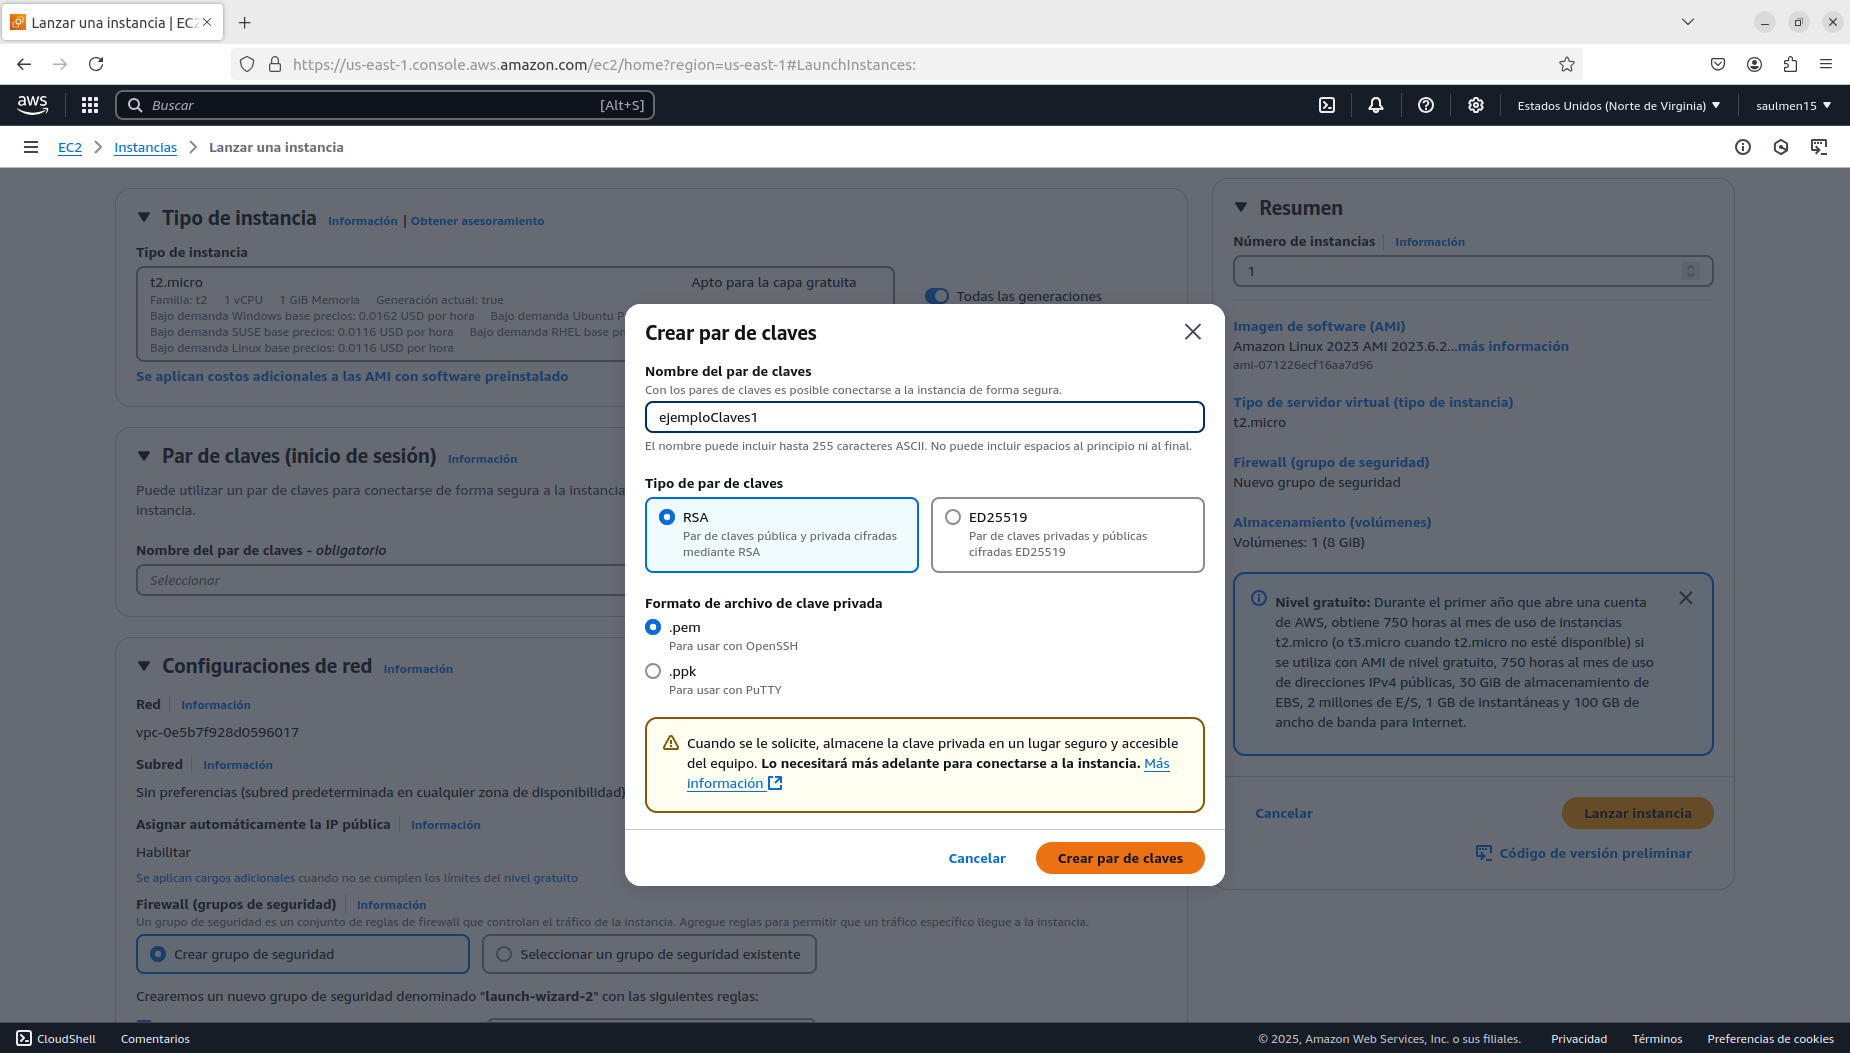 Lanzar una instancia | EC2
https://us-east-1.console.aws.amazon.com/ec2/home?region=us-east-1#LaunchInstances:
aws
Buscar
[Alt+S]
Estados Unidos (Norte de Virginia)
saulmen15
EC2
Instancias
Lanzar una instancia
Tipo de instancia
Información | Obtener asesoramiento
Tipo de instancia
t2.micro
Apto para la capa gratuita
Familia: t2 1 vCPU 1 GiB Memoria Generación actual: true
Bajo demanda Windows base precios: 0.0162 USD por hora Bajo demanda Ubuntu P
Bajo demanda SUSE base precios: 0.0116 USD por hora Bajo demanda RHEL base pr
Bajo demanda Linux base precios: 0.0116 USD por hora
Todas las generaciones
Se aplican costos adicionales a las AMI con software preinstalado
Par de claves (inicio de sesión)
Información
Puede utilizar un par de claves para conectarse de forma segura a la instancia
instancia.
Nombre del par de claves - obligatorio
Seleccionar
Configuraciones de red
Información
Red
Información
vpc-0e5b7f928d0596017
Subred
Información
Sin preferencias (subred predeterminada en cualquier zona de disponibilidad)
Asignar automáticamente la IP pública
Información
Habilitar
Se aplican cargos adicionales cuando no se cumplen los límites del nivel gratuito
Firewall (grupos de seguridad)
Información
Un grupo de seguridad es un conjunto de reglas de firewall que controlan el tráfico de la instancia. Agregue reglas para permitir que un tráfico específico llegue a la instancia.
Crear grupo de seguridad
Seleccionar un grupo de seguridad existente
Crearemos un nuevo grupo de seguridad denominado "launch-wizard-2" con las siguientes reglas:
Crear par de claves
Nombre del par de claves
Con los pares de claves es posible conectarse a la instancia de forma segura.
ejemploClaves1
El nombre puede incluir hasta 255 caracteres ASCII. No puede incluir espacios al principio ni al final.
Tipo de par de claves
RSA
Par de claves pública y privada cifradas
mediante RSA
ED25519
Par de claves privadas y públicas
cifradas ED25519
Formato de archivo de clave privada
.pem
Para usar con OpenSSH
.ppk
Para usar con PuTTY
Cuando se le solicite, almacene la clave privada en un lugar seguro y accesible
del equipo. Lo necesitará más adelante para conectarse a la instancia. Más
información
Cancelar
Crear par de claves
Resumen
Número de instancias
Información
1
Imagen de software (AMI)
Amazon Linux 2023 AMI 2023.6.2...más información
ami-071226ecf16aa7d96
Tipo de servidor virtual (tipo de instancia)
t2.micro
Firewall (grupo de seguridad)
Nuevo grupo de seguridad
Almacenamiento (volúmenes)
Volúmenes: 1 (8 GiB)
Nivel gratuito: Durante el primer año que abre una cuenta
de AWS, obtiene 750 horas al mes de uso de instancias
t2.micro (o t3.micro cuando t2.micro no esté disponible) si
se utiliza con AMI de nivel gratuito, 750 horas al mes de uso
de direcciones IPv4 públicas, 30 GiB de almacenamiento de
EBS, 2 millones de E/S, 1 GB de instantáneas y 100 GB de
ancho de banda para Internet.
Cancelar
Lanzar instancia
Código de versión preliminar
CloudShell
Comentarios
© 2025, Amazon Web Services, Inc. o sus filiales.
Privacidad
Términos
Preferencias de cookies